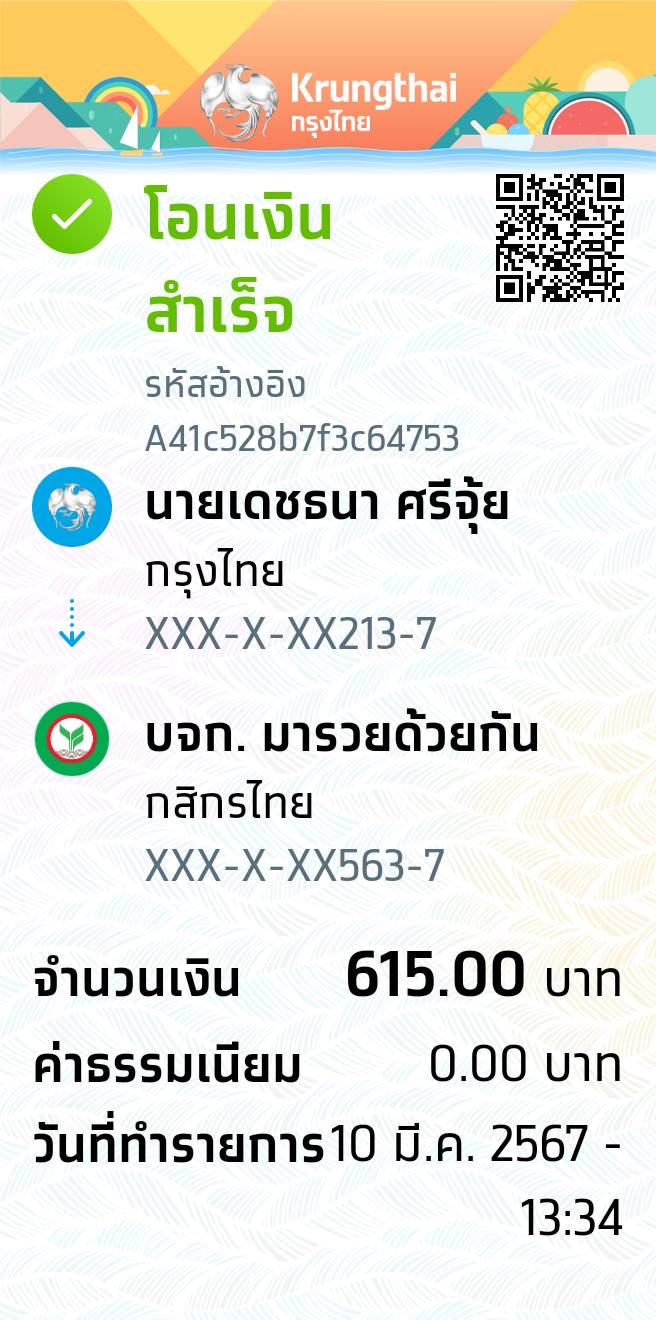 Krungthai
กรุงไทย
โอนเงิน
สำเร็จ
รหัสอ้างอิง
A41c528b7f3c64753
นายเดชธนา ศรีจุ้ย
กรุงไทย
XXX-X-XX213-7
บจก. มารวยด้วยกัน
กสิกรไทย
XXX-X-XX563-7
จำนวนเงิน 615.00 บาท
ค่าธรรมเนียม 0.00 บาท
วันที่ทำรายการ 10 มี.ค. 2567 -
13:34